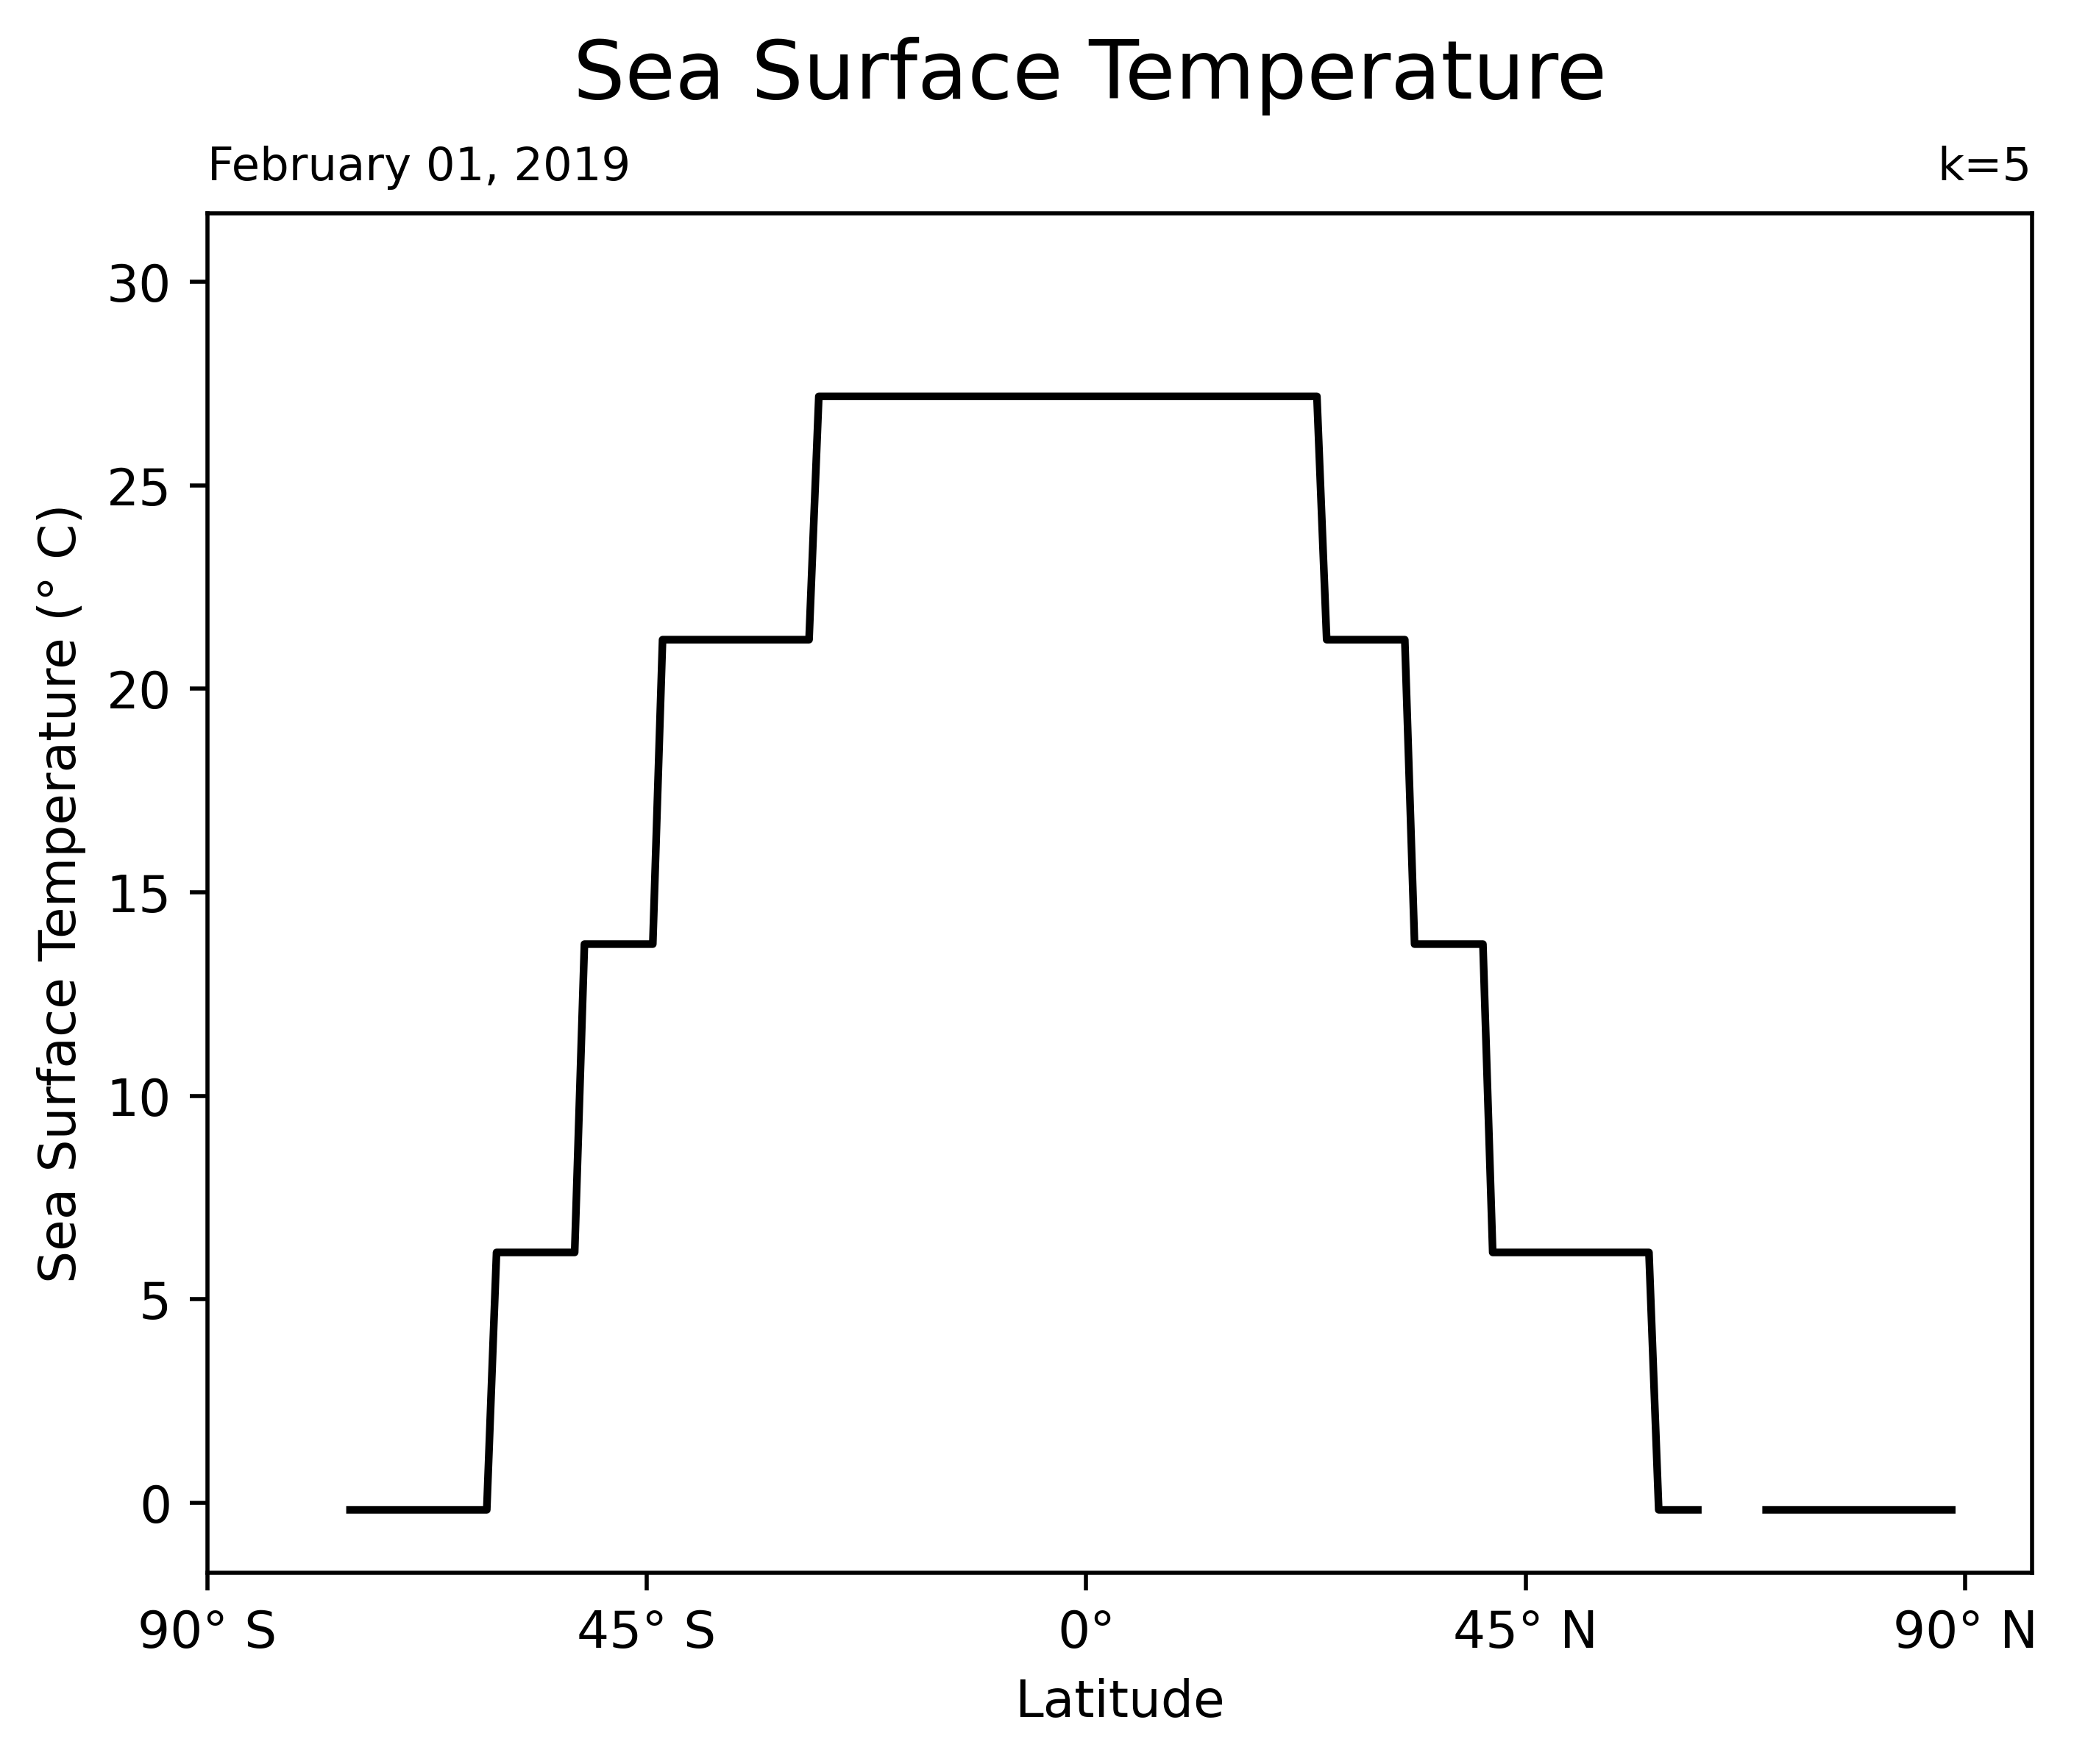 Sea Surface Temperature
February 01, 2019
k=5
30
25
20
15
10
5
0
Sea Surface Temperature (° C)
90° S
45° S
0°
45° N
90° N
Latitude